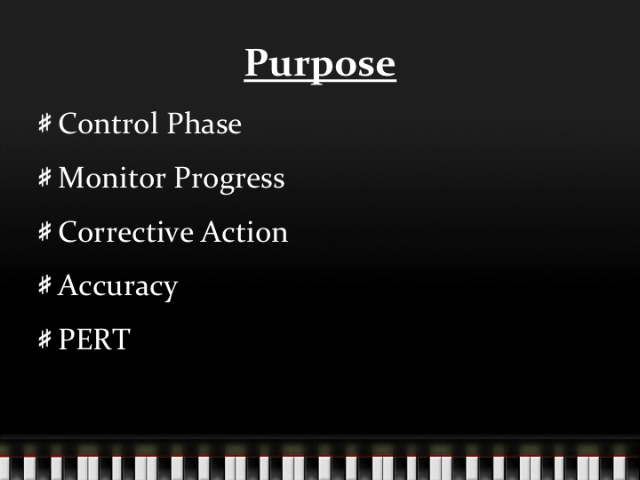 Purpose
♯ Control Phase
♯ Monitor Progress
♯ Corrective Action
♯ Accuracy
♯ PERT